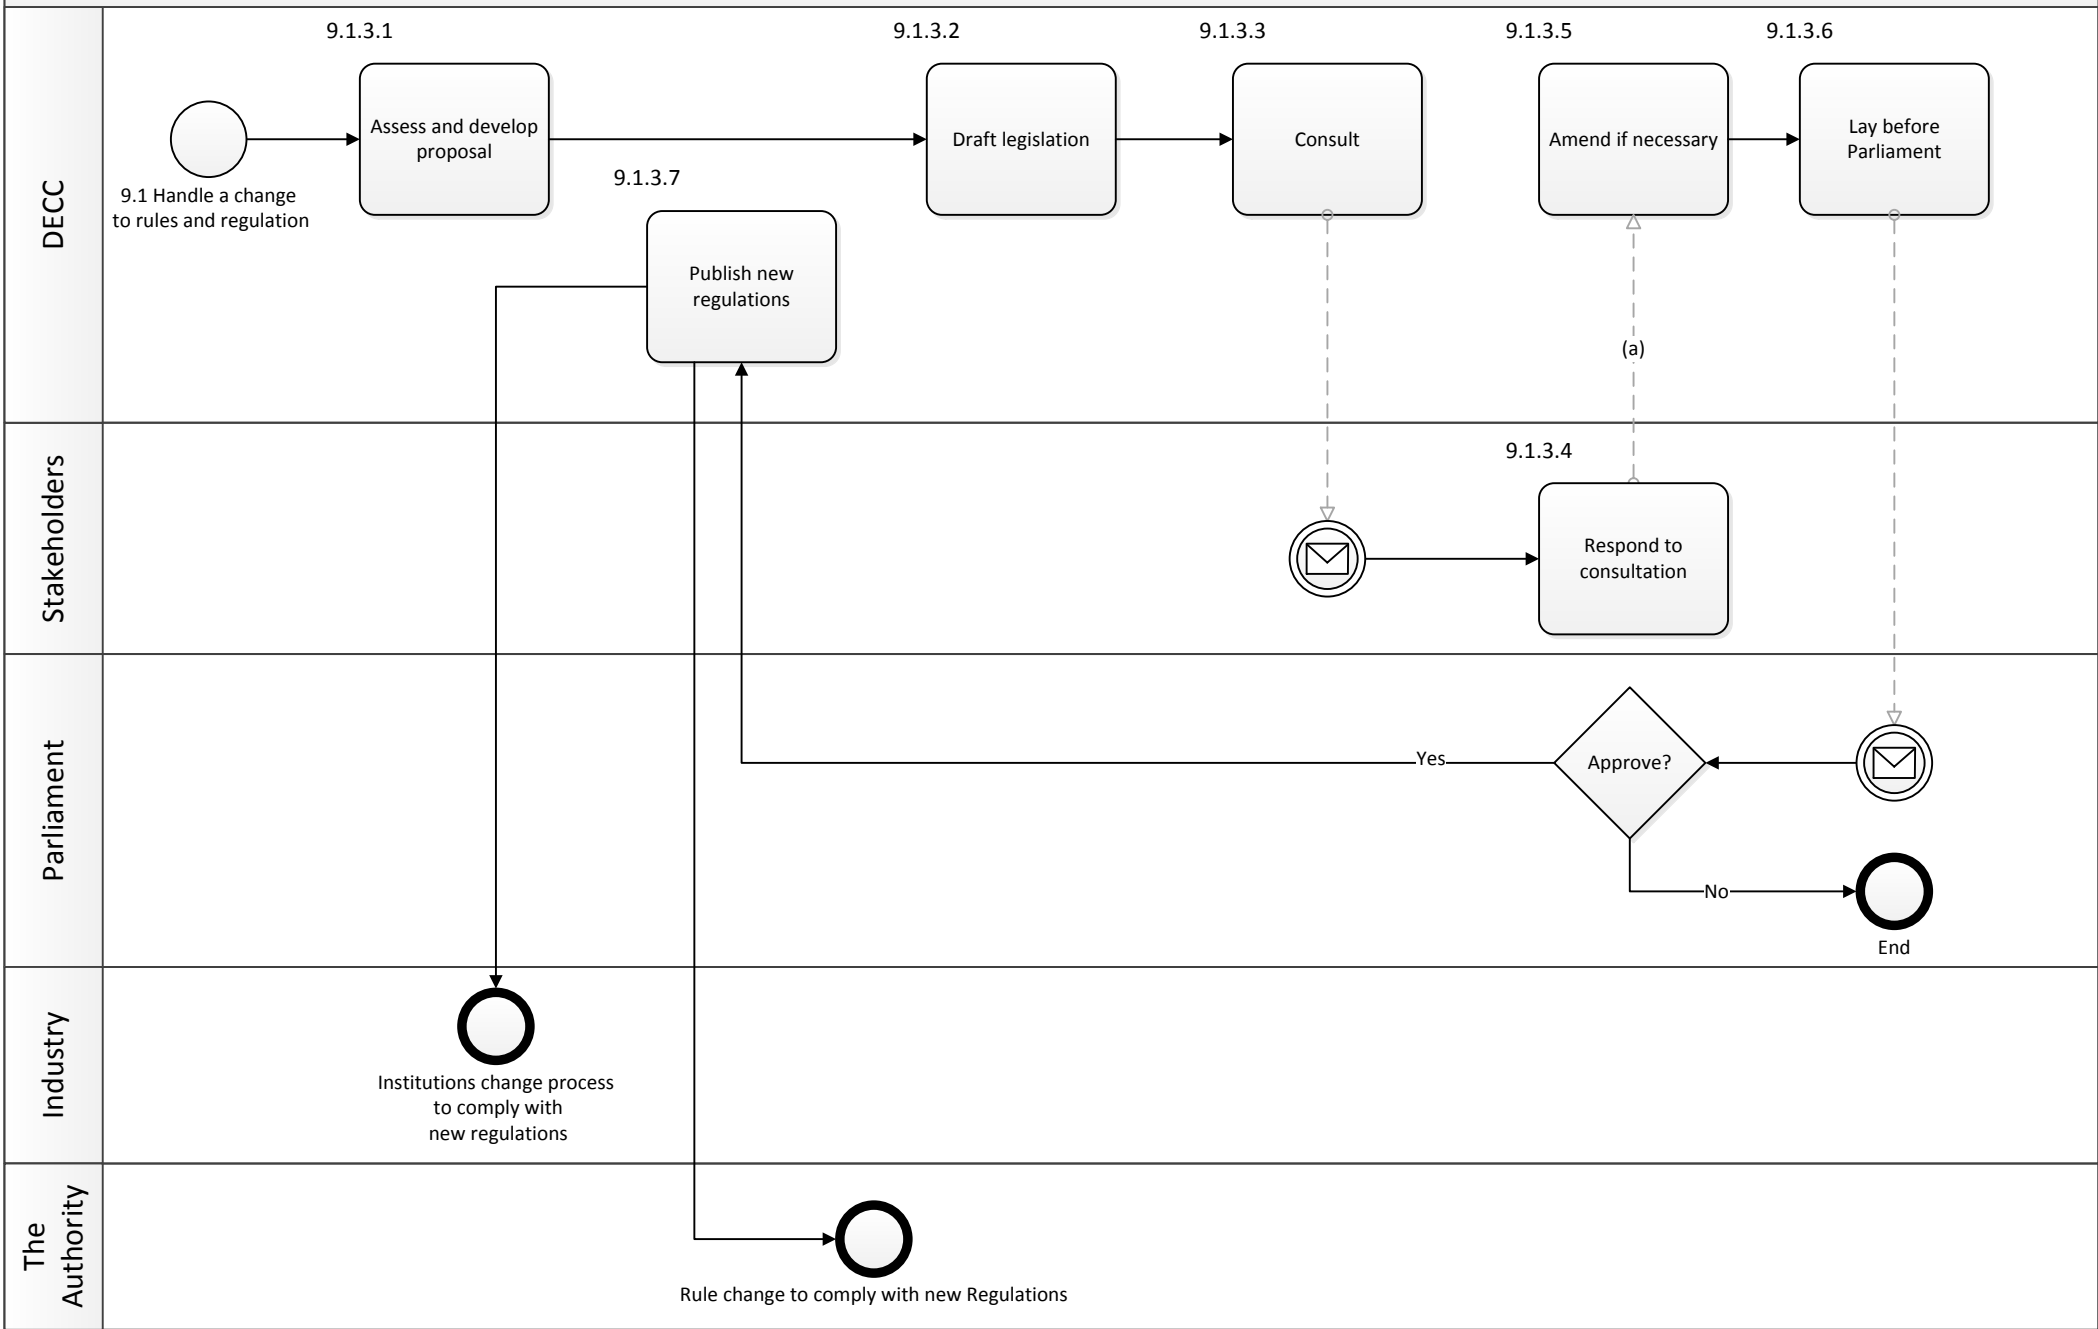 DECC
9.1.3.1
9.1.3.2
9.1.3.3
9.1.3.5
9.1.3.6
9.1 Handle a change
to rules and regulation
Assess and develop
proposal
Draft legislation
Consult
Amend if necessary
Lay before
Parliament
9.1.3.7
Publish new
regulations
(a)
Stakeholders
9.1.3.4
Respond to
consultation
Parliament
Yes
Approve?
No
End
Industry
Institutions change process
to comply with
new regulations
The
Authority
Rule change to comply with new Regulations